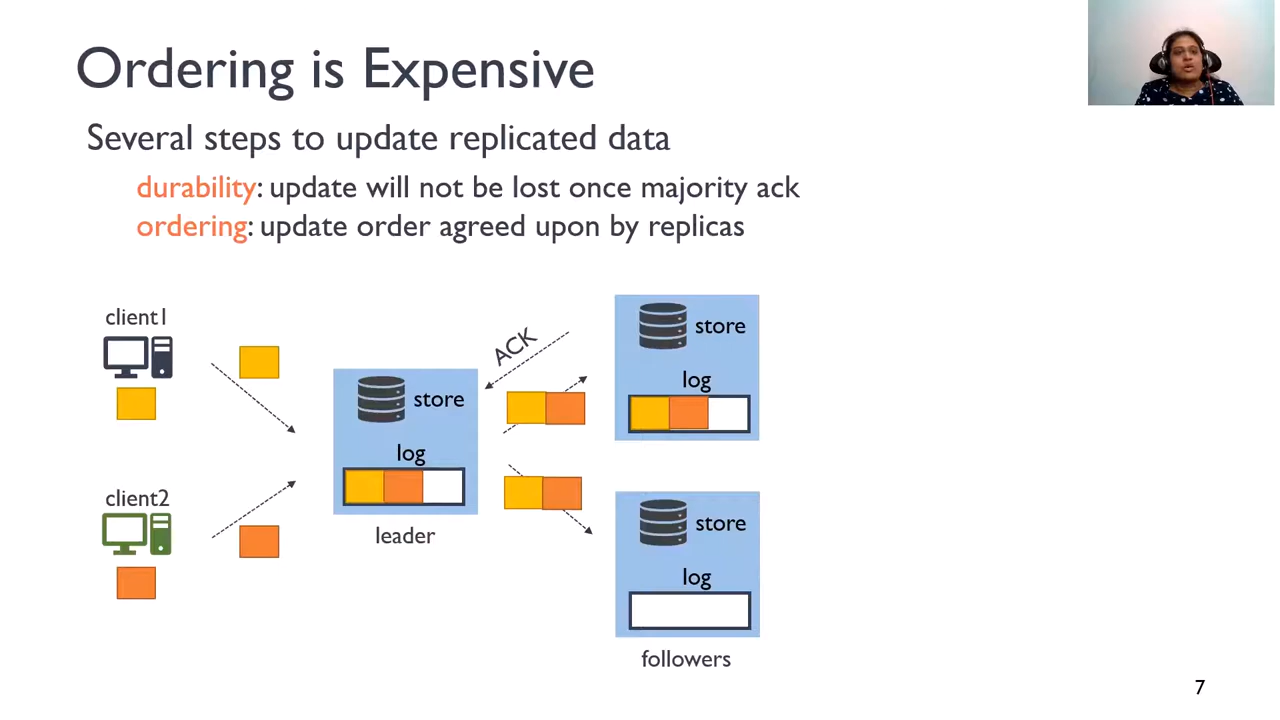 Ordering is Expensive
Several steps to update replicated data
durability: update will not be lost once majority ack
ordering: update order agreed upon by replicas
client1
client2
store
log
leader
ACK
store
log
store
log
followers
7